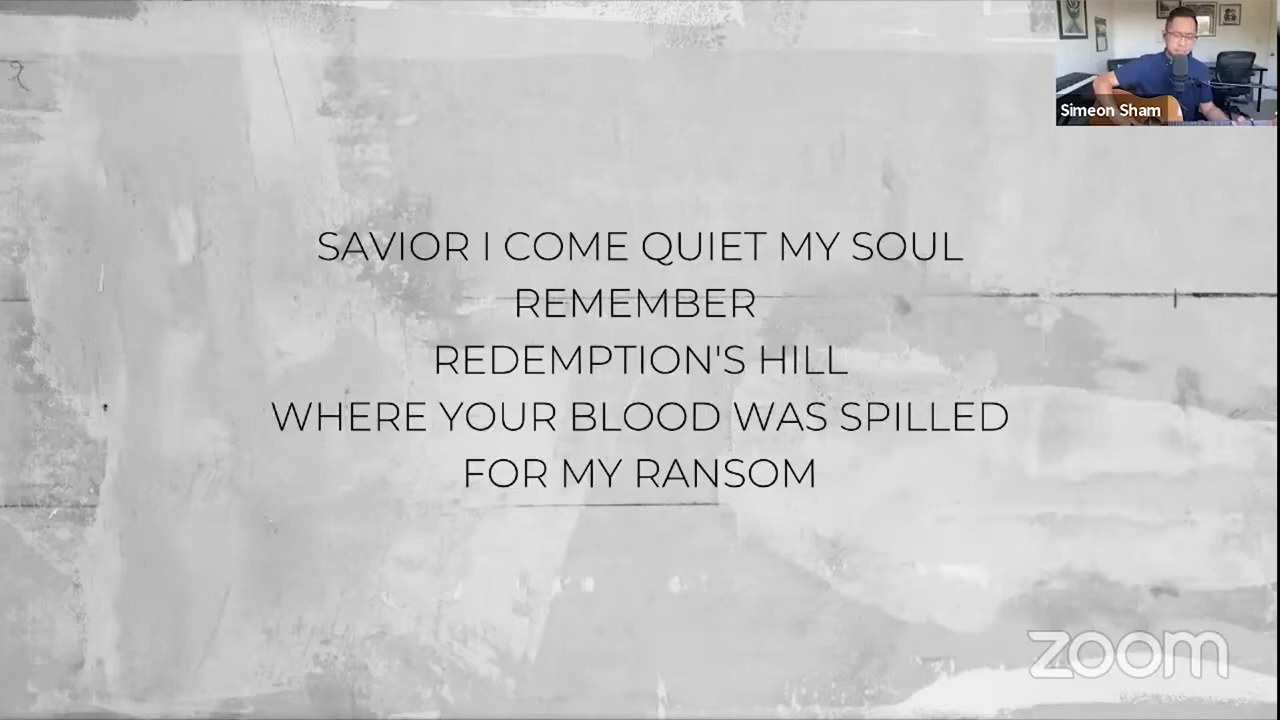 Simeon Sham
SAVIOR I COME QUIET MY SOUL
REMEMBER
REDEMPTION'S HILL
WHERE YOUR BLOOD WAS SPILLED
FOR MY RANSOM
zoom